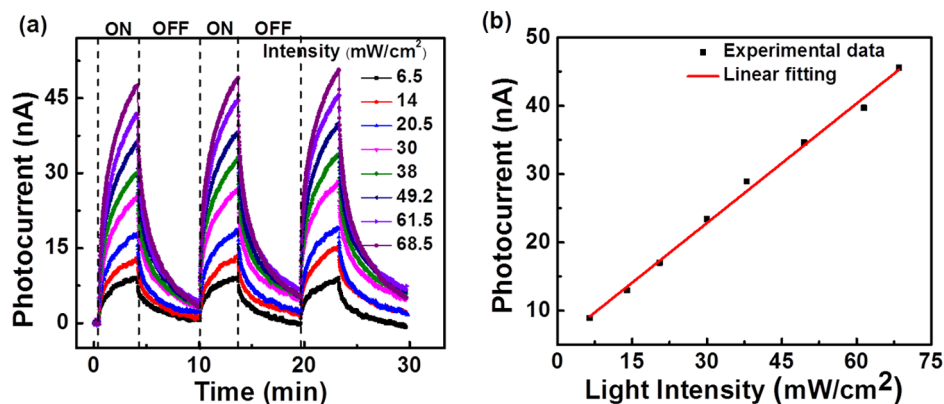 (a)
ON OFF ON OFF
Intensity (mW/cm²)
6.5
14
20.5
30
38
49.2
61.5
68.5
45
30
15
0
Photocurrent (nA)
0 10 20 30
Time (min)
(b)
Experimental data
Linear fitting
50
40
30
20
10
Photocurrent (nA)
0 15 30 45 60 75
Light Intensity (mW/cm²)